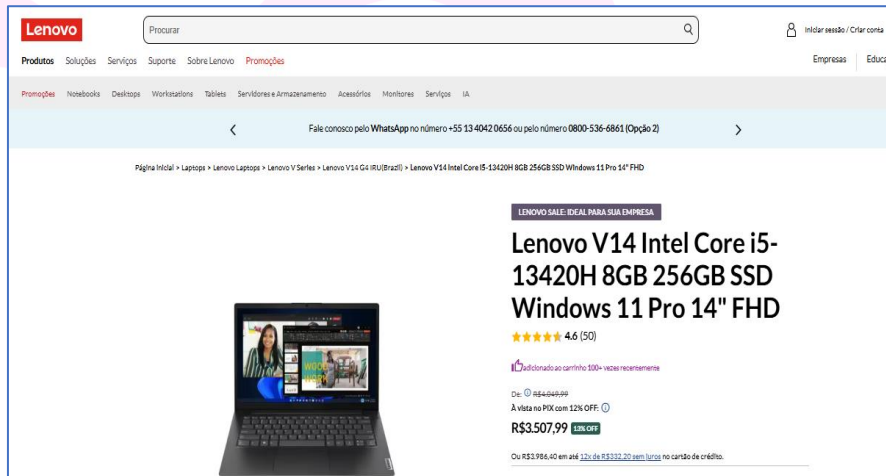 Lenovo
Procurar
Iniciar sessão / Criar conta
Produtos Soluções Serviços Suporte Sobre Lenovo Promoções
Empresas Educa
Promoções Notebooks Desktops Workstations Tablets Servidores e Armazenamento Acessórios Monitores Serviços IA
Fale conosco pelo WhatsApp no número +55 13 4042 0656 ou pelo número 0800-536-6861 (Opção 2)
Página Inicial > Laptops > Lenovo Laptops > Lenovo V Series > Lenovo V14 G4 IRU(Brazil) > Lenovo V14 Intel Core i5-13420H 8GB 256GB SSD Windows 11 Pro 14" FHD
LENOVO SALE: IDEAL PARA SUA EMPRESA
Lenovo V14 Intel Core i5-
13420H 8GB 256GB SSD
Windows 11 Pro 14" FHD
4.6 (50)
adicionado ao carrinho 100+ vezes recentemente
De: R$4.049,99
À vista no PIX com 12% OFF:
R$3.507,99 13% OFF
Ou R$3.986,40 em até 12x de R$332,20 sem juros no cartão de crédito.
WOOD
WORK